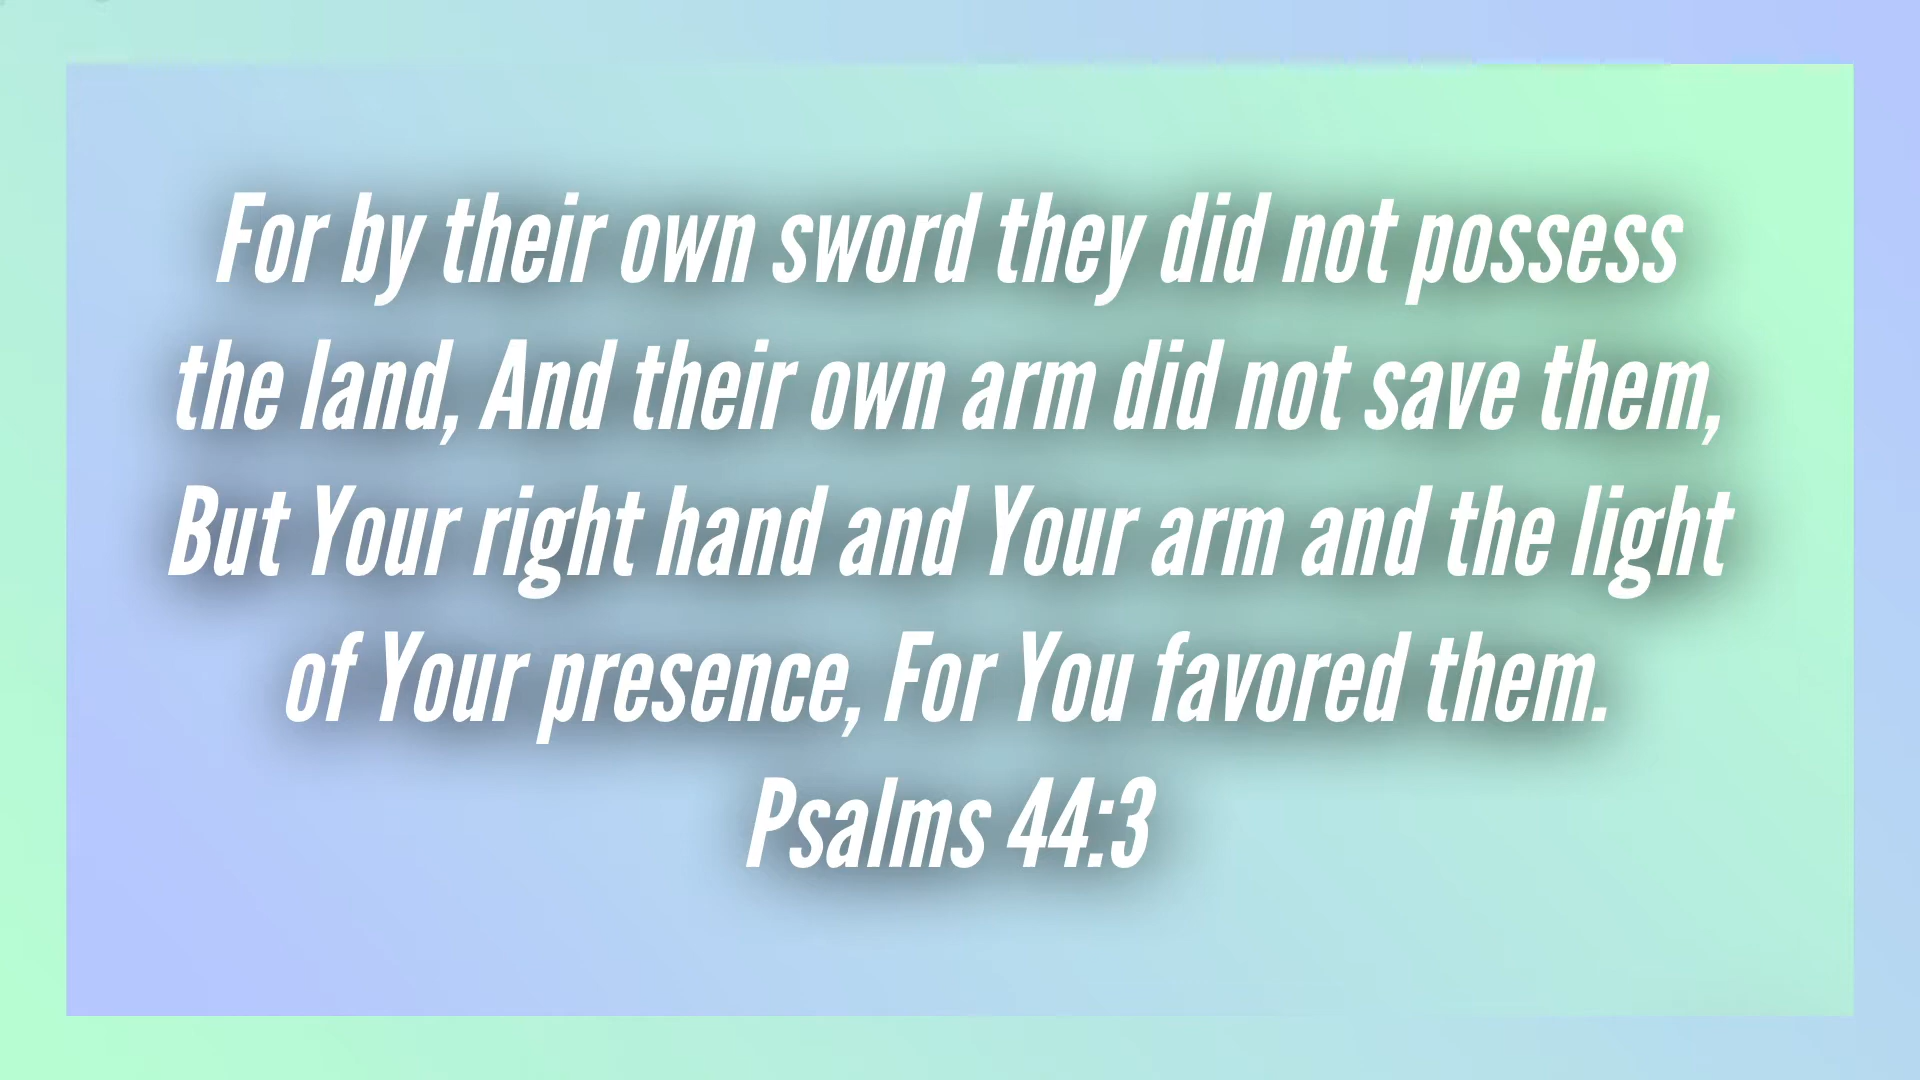 For by their own sword they did not possess
the land, And their own arm did not save them,
But Your right hand and Your arm and the light
of Your presence, For You favored them.
Psalms 44:3